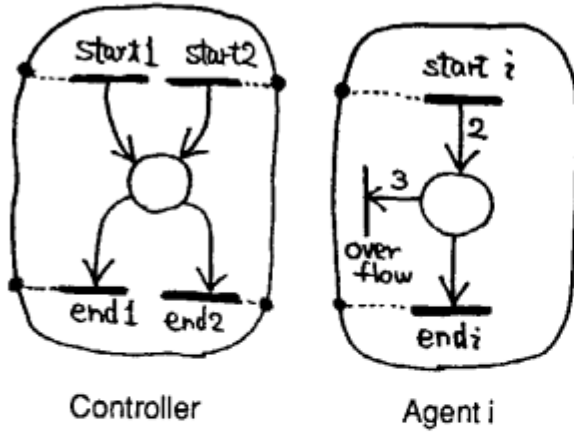 start1 start2
start i
2
3
over
flow
end1 end2
endi
Controller
Agent i